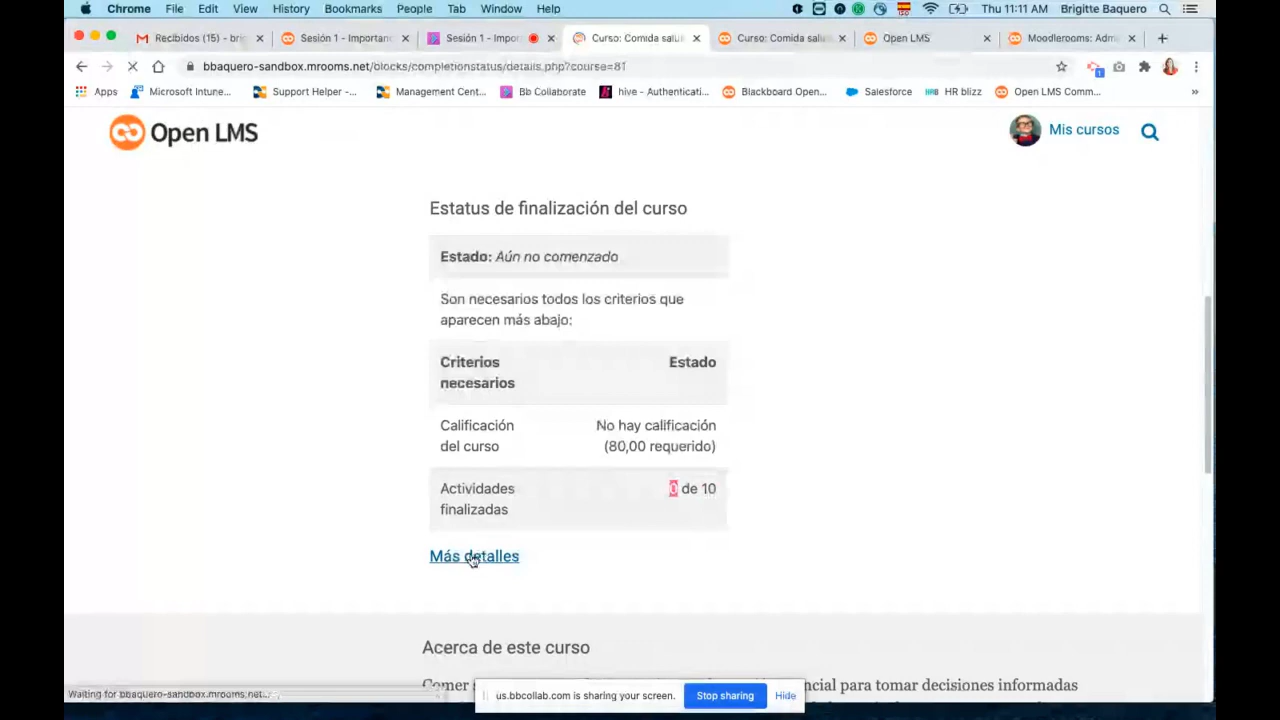 Chrome File Edit View History Bookmarks People Tab Window Help Thu 11:11 AM Brigitte Baquero
Recibidos (15) - bri Sesión 1 - Importanc Sesión 1 - Impor Curso: Comida salu Curso: Comida salu Open LMS Moodlerooms: Adm
bbaquero-sandbox.mrooms.net/blocks/completionstatus/details.php?course=81
Apps Microsoft Intune... Support Helper -... Management Cent... Bb Collaborate hive - Authenticati... Blackboard Open... Salesforce HR blizz Open LMS Comm... »
Open LMS Mis cursos
Estatus de finalización del curso
Estado: Aún no comenzado
Son necesarios todos los criterios que
aparecen más abajo:
Criterios Estado
necesarios
Calificación No hay calificación
del curso (80,00 requerido)
Actividades 0 de 10
finalizadas
Más detalles
Acerca de este curso
Comer
encial para tomar decisiones informadas
Waiting for bbaquero-sandbox.mrooms.net...
us.bbcollab.com is sharing your screen. Stop sharing Hide